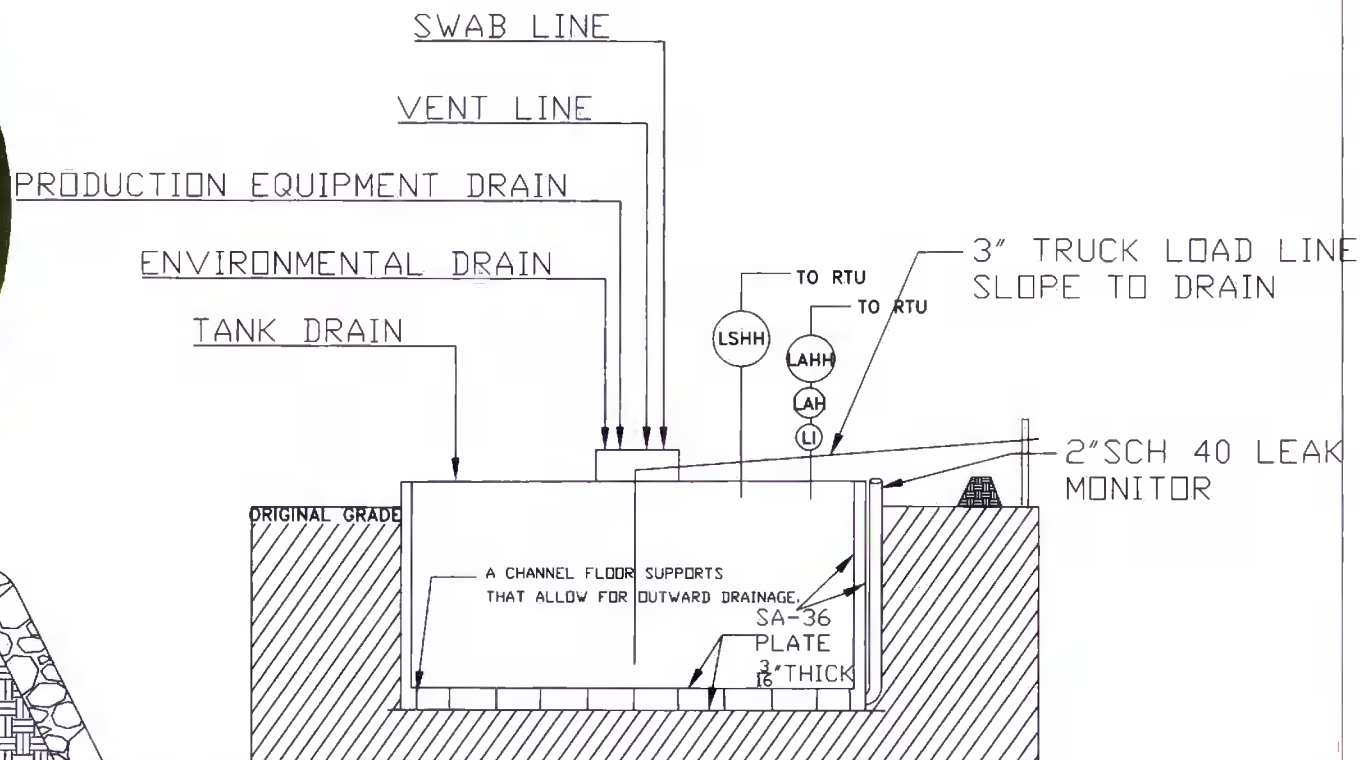 SWAB LINE
VENT LINE
PRODUCTION EQUIPMENT DRAIN
ENVIRONMENTAL DRAIN
TANK DRAIN
TO RTU
TO RTU
3" TRUCK LOAD LINE
SLOPE TO DRAIN
LSHH
LAHH
LAH
LI
2"SCH 40 LEAK
MONITOR
ORIGINAL GRADE
A CHANNEL FLOOR SUPPORTS
THAT ALLOW FOR OUTWARD DRAINAGE.
SA-36
PLATE
3/16"THICK